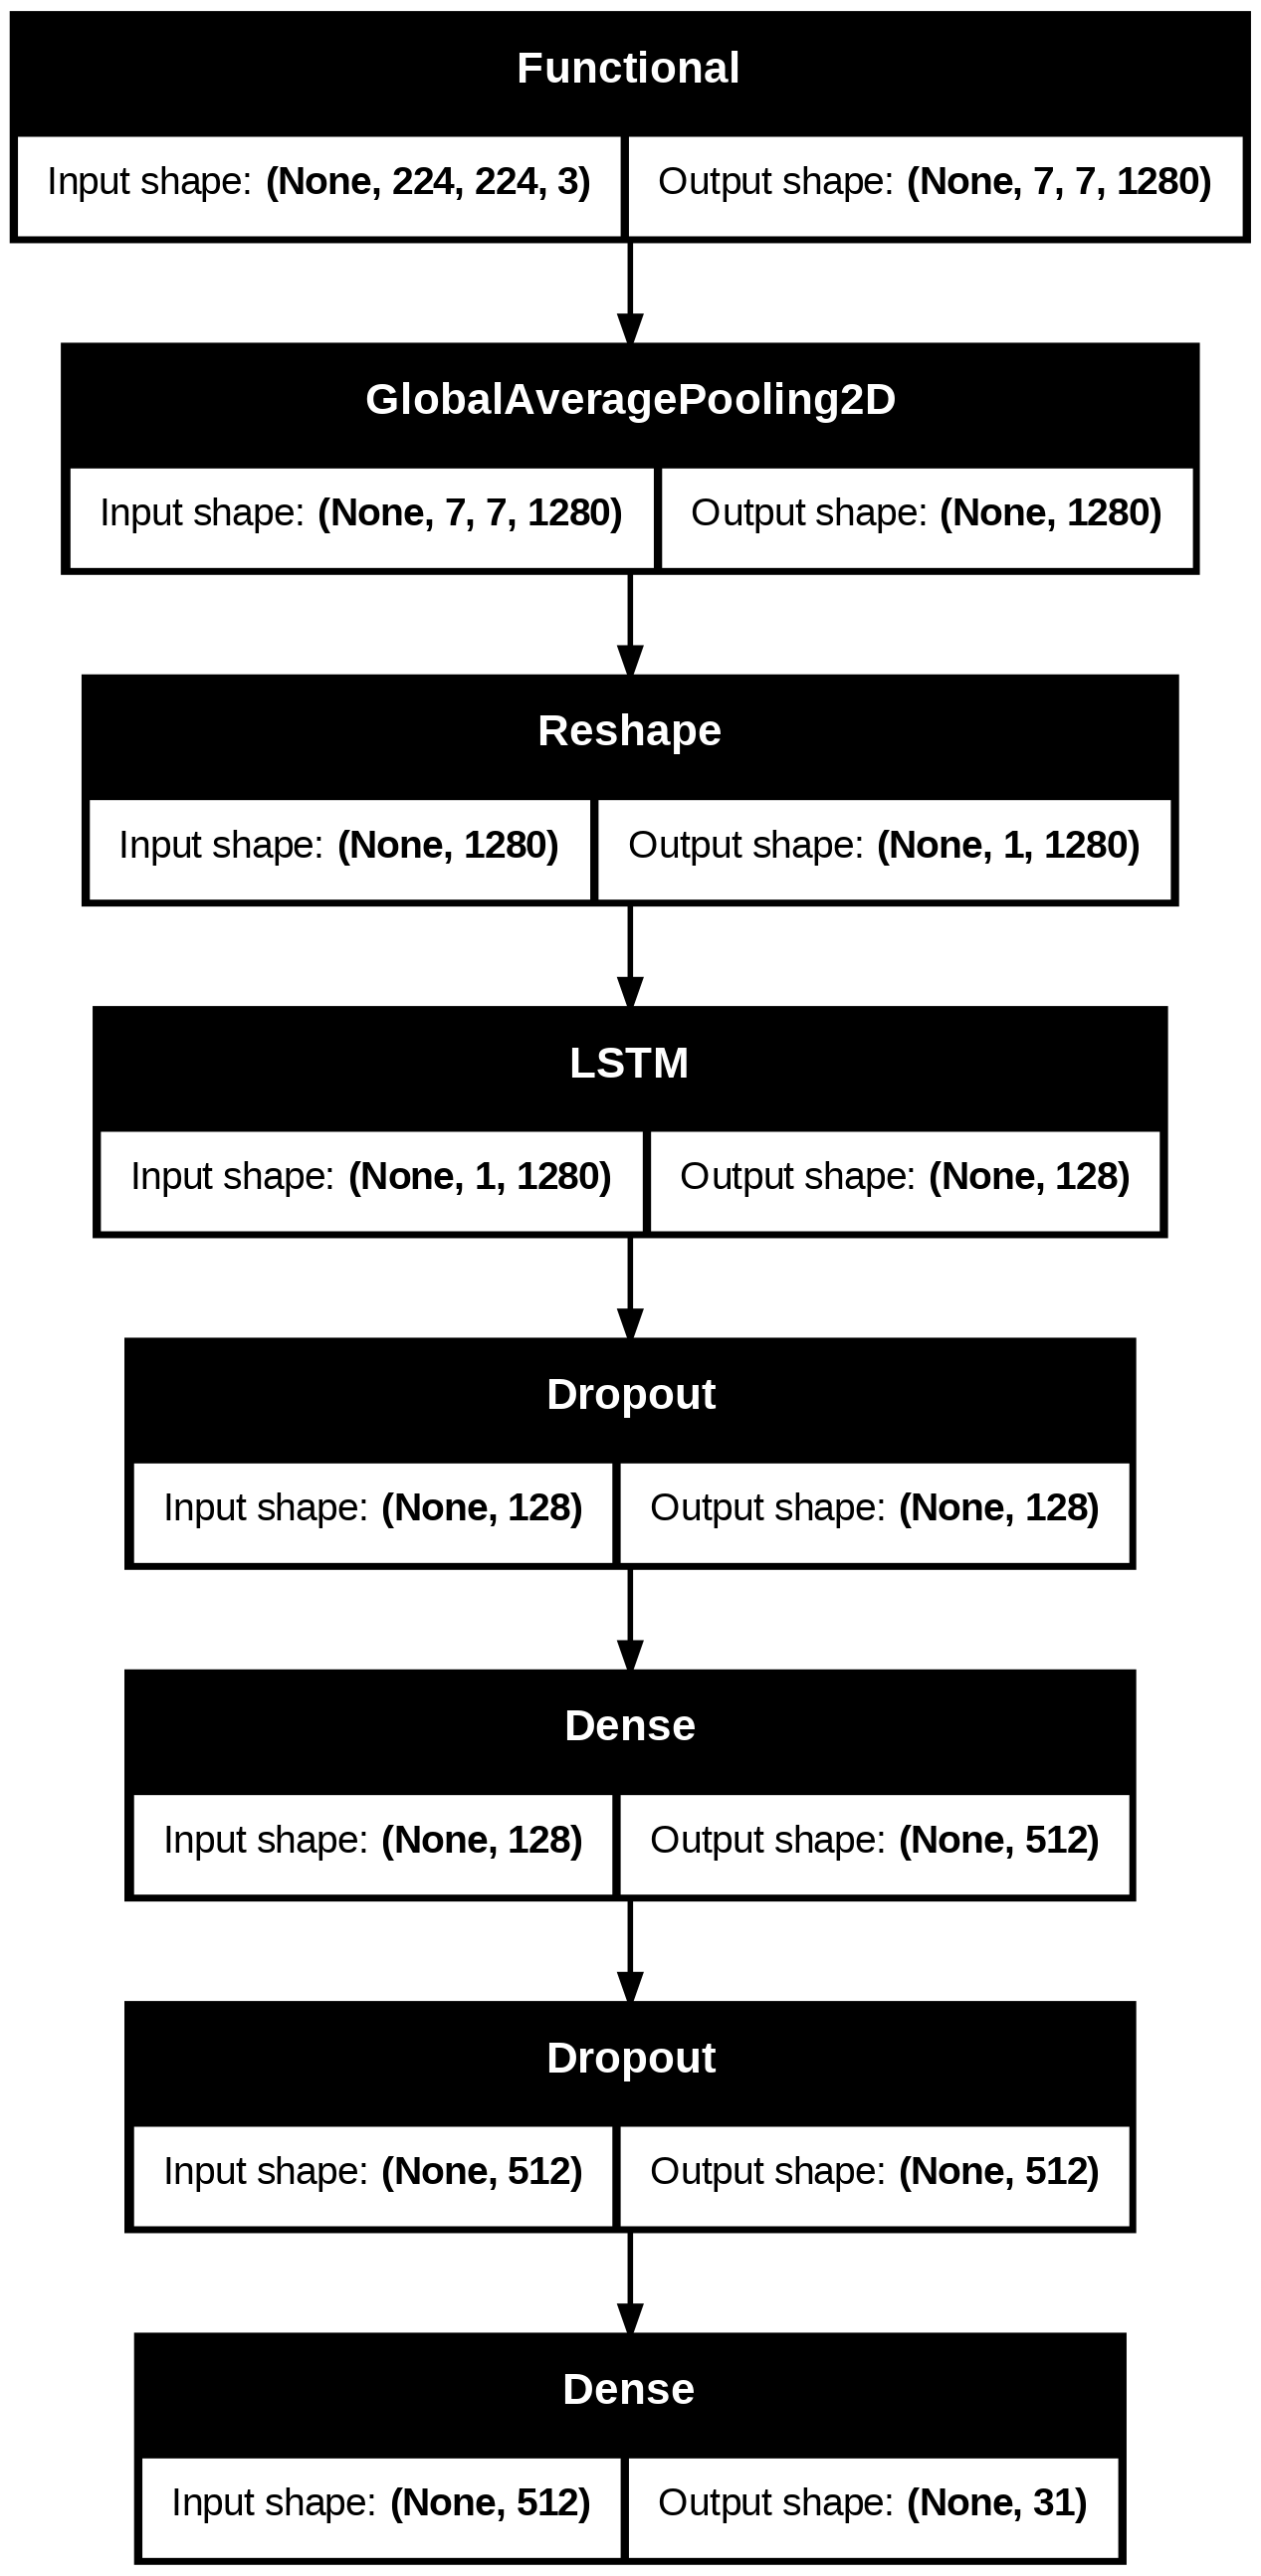 Functional
Input shape: (None, 224, 224, 3) Output shape: (None, 7, 7, 1280)
GlobalAveragePooling2D
Input shape: (None, 7, 7, 1280) Output shape: (None, 1280)
Reshape
Input shape: (None, 1280) Output shape: (None, 1, 1280)
LSTM
Input shape: (None, 1, 1280) Output shape: (None, 128)
Dropout
Input shape: (None, 128) Output shape: (None, 128)
Dense
Input shape: (None, 128) Output shape: (None, 512)
Dropout
Input shape: (None, 512) Output shape: (None, 512)
Dense
Input shape: (None, 512) Output shape: (None, 31)